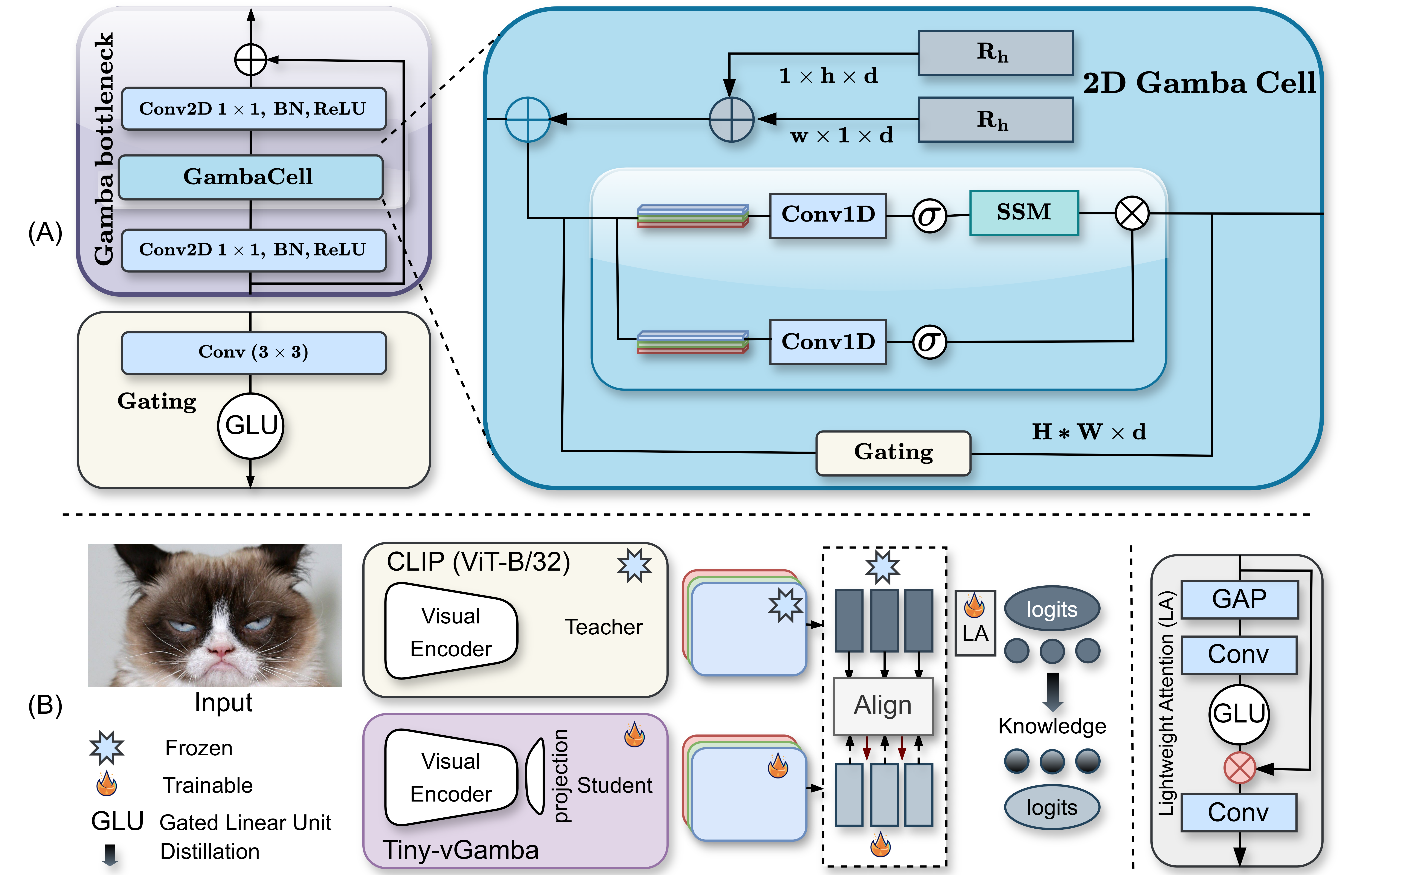 (A)
Gamba bottleneck
Conv2D 1 × 1, BN, ReLU
GambaCell
Conv2D 1 × 1, BN, ReLU
Conv (3 × 3)
Gating
GLU
2D Gamba Cell
R_h
1 × h × d
R_h
w × 1 × d
Conv1D
σ
SSM
Conv1D
σ
Gating
H * W × d
(B)
Input
Frozen
Trainable
GLU Gated Linear Unit
Distillation
CLIP (ViT-B/32)
Visual
Encoder
Teacher
Visual
Encoder
projection
Student
Tiny-vGamba
Align
LA
logits
Knowledge
logits
Lightweight Attention (LA)
GAP
Conv
GLU
Conv